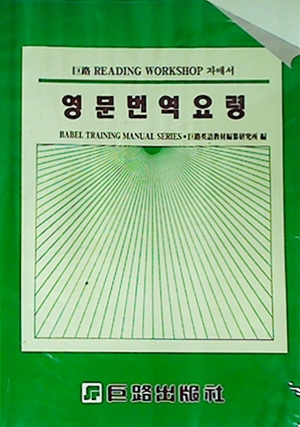 巨路 READING WORKSHOP 자매서
영문번역요령
BABEL TRAINING MANUAL SERIES • 巨路英語敎材編纂硏究所 編
巨路出版社